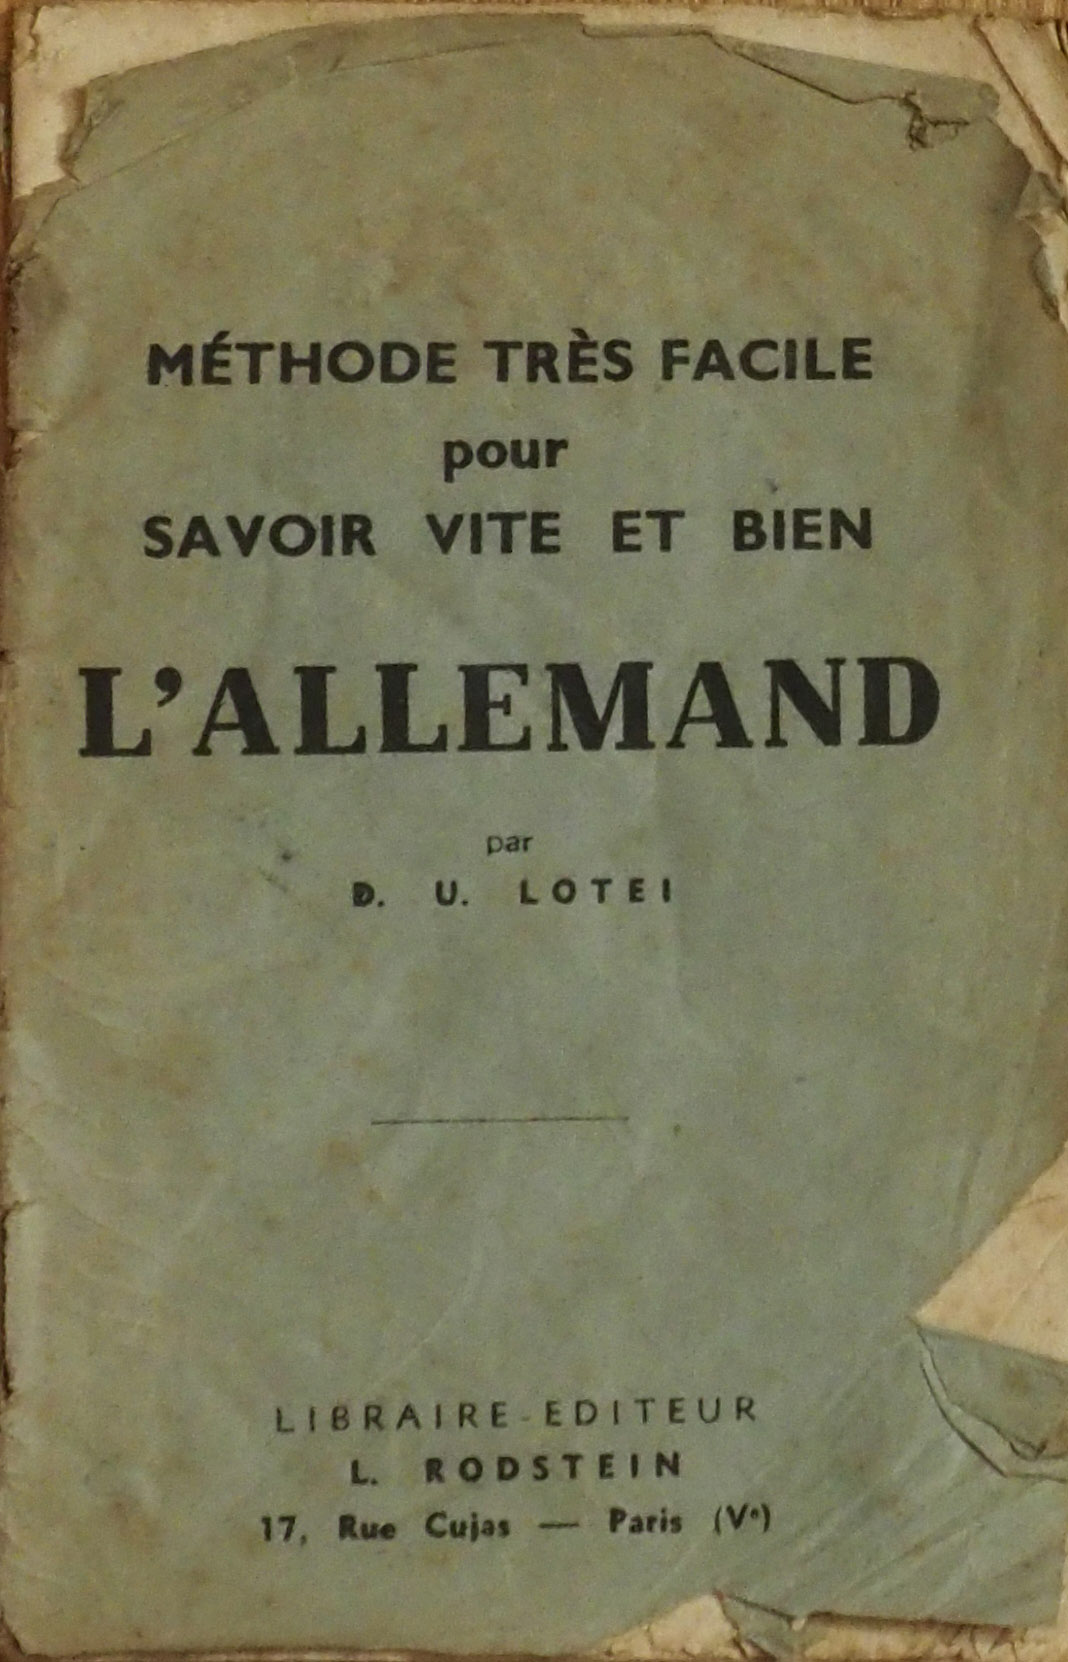 MÉTHODE TRÈS FACILE
pour
SAVOIR VITE ET BIEN
L'ALLEMAND
par
D. U. LOTEI
LIBRAIRE-EDITEUR
L. RODSTEIN
17, Rue Cujas — Paris (Vᵉ)